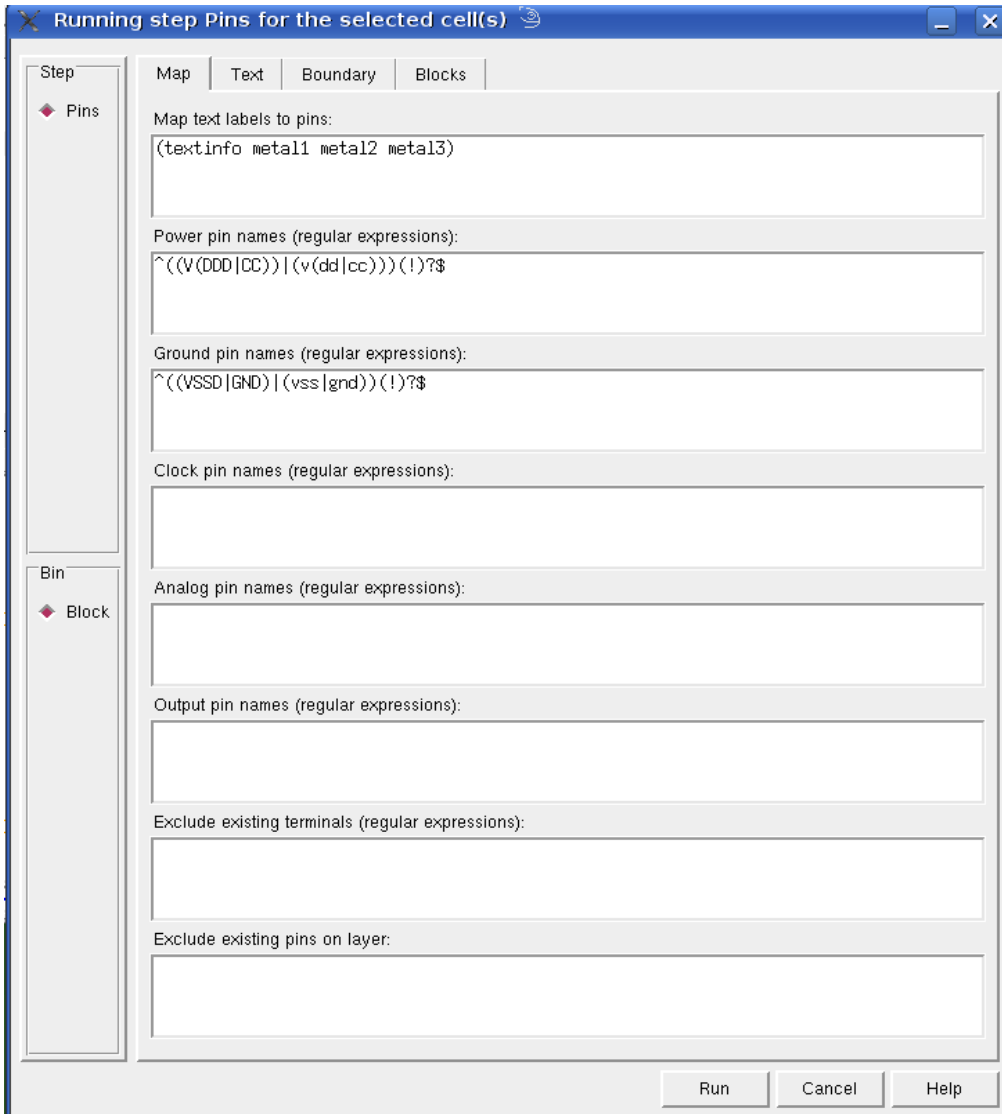 Running step Pins for the selected cell(s)
Step
Pins
Bin
Block
Map Text Boundary Blocks
Map text labels to pins:
(textinfo metal1 metal2 metal3)
Power pin names (regular expressions):
^((V(DDD|CC))|(v(dd|cc)))(!)?$
Ground pin names (regular expressions):
^((VSSD|GND)|(vss|gnd))(!)?$
Clock pin names (regular expressions):
Analog pin names (regular expressions):
Output pin names (regular expressions):
Exclude existing terminals (regular expressions):
Exclude existing pins on layer:
Run Cancel Help